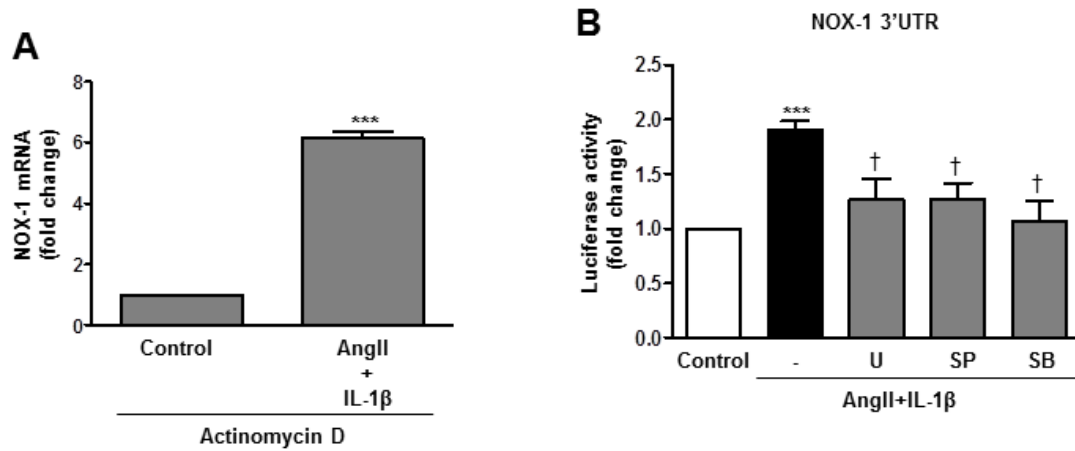 A
NOX-1 mRNA
(fold change)
8
6
4
2
0
***
Control
AngII
+
IL-1β
Actinomycin D
B
NOX-1 3'UTR
Luciferase activity
(fold change)
2.5
2.0
1.5
1.0
0.5
0.0
***
†
†
†
Control
-
U
SP
SB
AngII+IL-1β